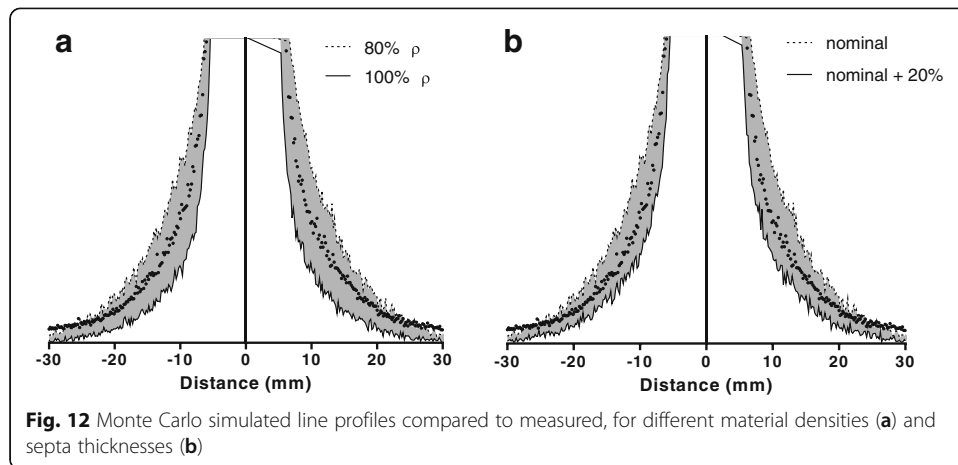 a
80% ρ
100% ρ
-30 -20 -10 0 10 20 30
Distance (mm)
b
nominal
nominal + 20%
-30 -20 -10 0 10 20 30
Distance (mm)
Fig. 12 Monte Carlo simulated line profiles compared to measured, for different material densities (a) and
septa thicknesses (b)